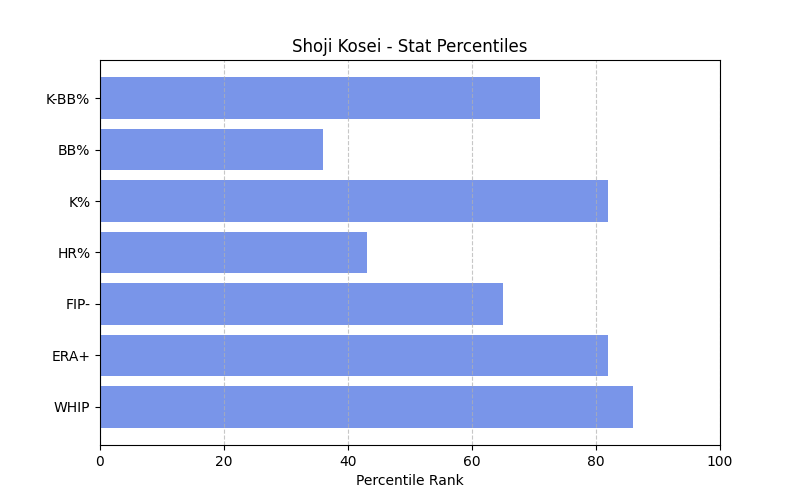 Shoji Kosei - Stat Percentiles
K-BB%
BB%
K%
HR%
FIP-
ERA+
WHIP
0 20 40 60 80 100
Percentile Rank